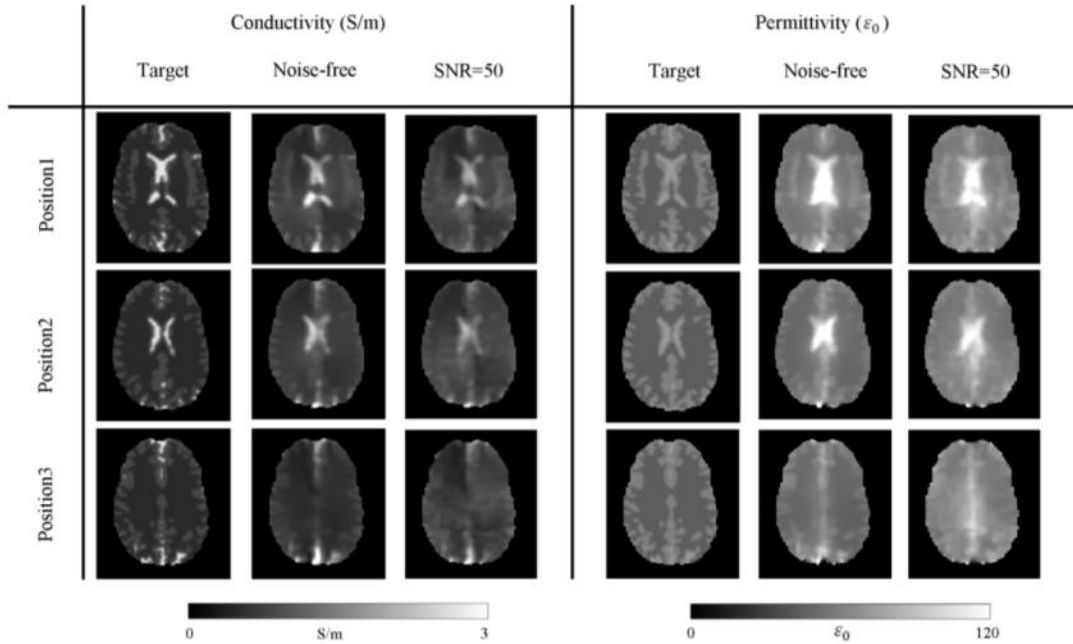 Conductivity (S/m) Permittivity (ε₀)
Target Noise-free SNR=50 Target Noise-free SNR=50
Position1
Position2
Position3
0 S/m 3 0 ε₀ 120